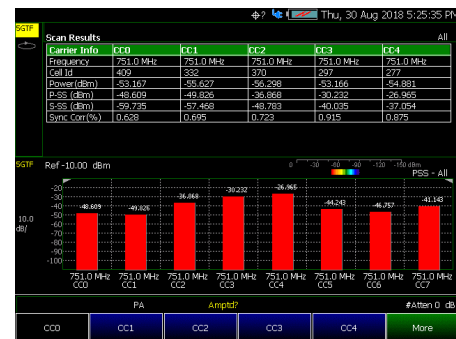 ⌖? Thu, 30 Aug 2018 5:25:35 PM
5GTF
Scan Results All
Carrier Info CC0 CC1 CC2 CC3 CC4
Frequency 751.0 MHz 751.0 MHz 751.0 MHz 751.0 MHz 751.0 MHz
Cell Id 409 332 370 297 277
Power(dBm) -53.167 -55.627 -56.298 -53.166 -54.881
P-SS (dBm) -48.609 -49.826 -36.868 -30.232 -26.965
S-SS (dBm) -59.735 -57.468 -48.783 -40.035 -37.054
Sync Corr(%) 0.628 0.695 0.723 0.915 0.875
5GTF Ref -10.00 dBm 0 -30 -60 -90 -120 -150 dBm
PSS - All
-20
-30
-40
-50
-60
-70
-80
-90
-100
10.0
dB/
-48.609 -49.826 -36.868 -30.232 -26.965 -44.243 -46.757 -41.143
751.0 MHz 751.0 MHz 751.0 MHz 751.0 MHz 751.0 MHz 751.0 MHz 751.0 MHz 751.0 MHz
CC0 CC1 CC2 CC3 CC4 CC5 CC6 CC7
PA Amptd? #Atten 0 dB
CC0 CC1 CC2 CC3 CC4 More